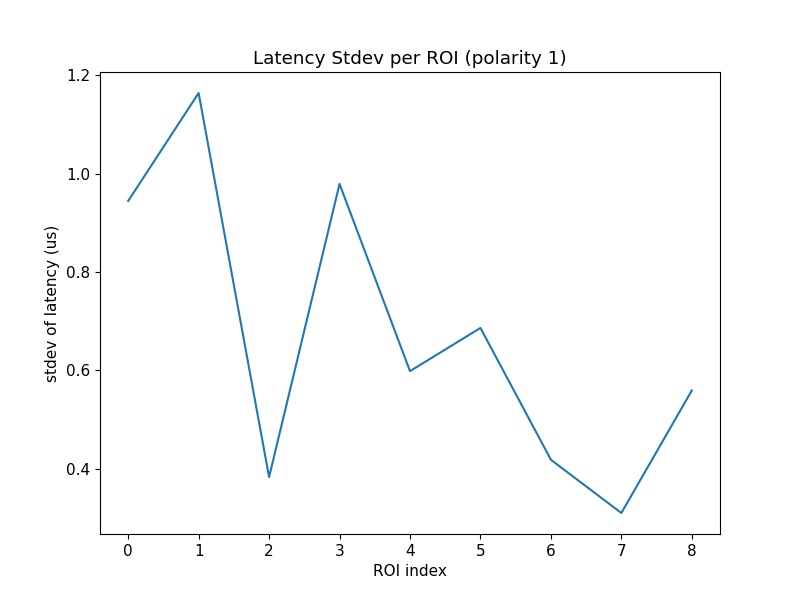 Latency Stdev per ROI (polarity 1)
1.2
1.0
0.8
0.6
0.4
stdev of latency (us)
0 1 2 3 4 5 6 7 8
ROI index